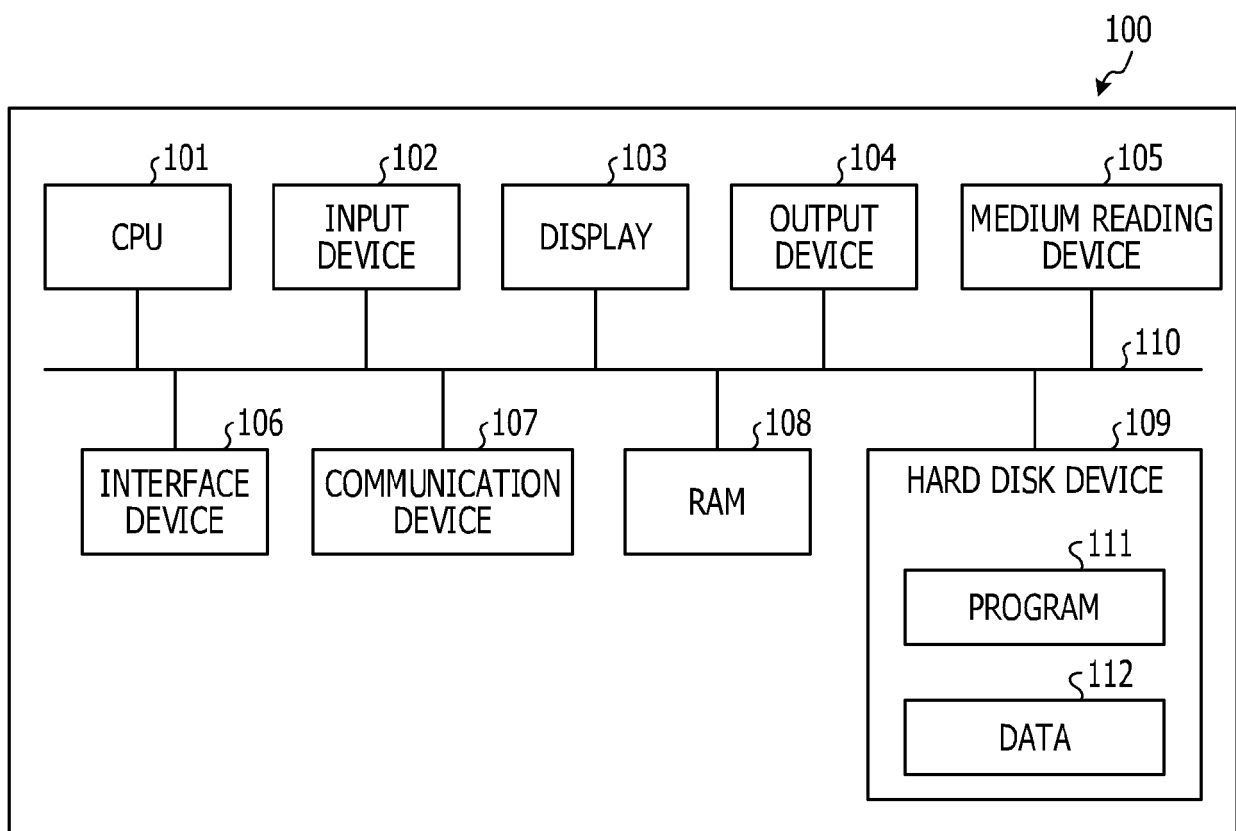 100
101
102
103
104
105
CPU
INPUT
DEVICE
DISPLAY
OUTPUT
DEVICE
MEDIUM READING
DEVICE
110
106
107
108
109
INTERFACE
DEVICE
COMMUNICATION
DEVICE
RAM
HARD DISK DEVICE
111
PROGRAM
112
DATA